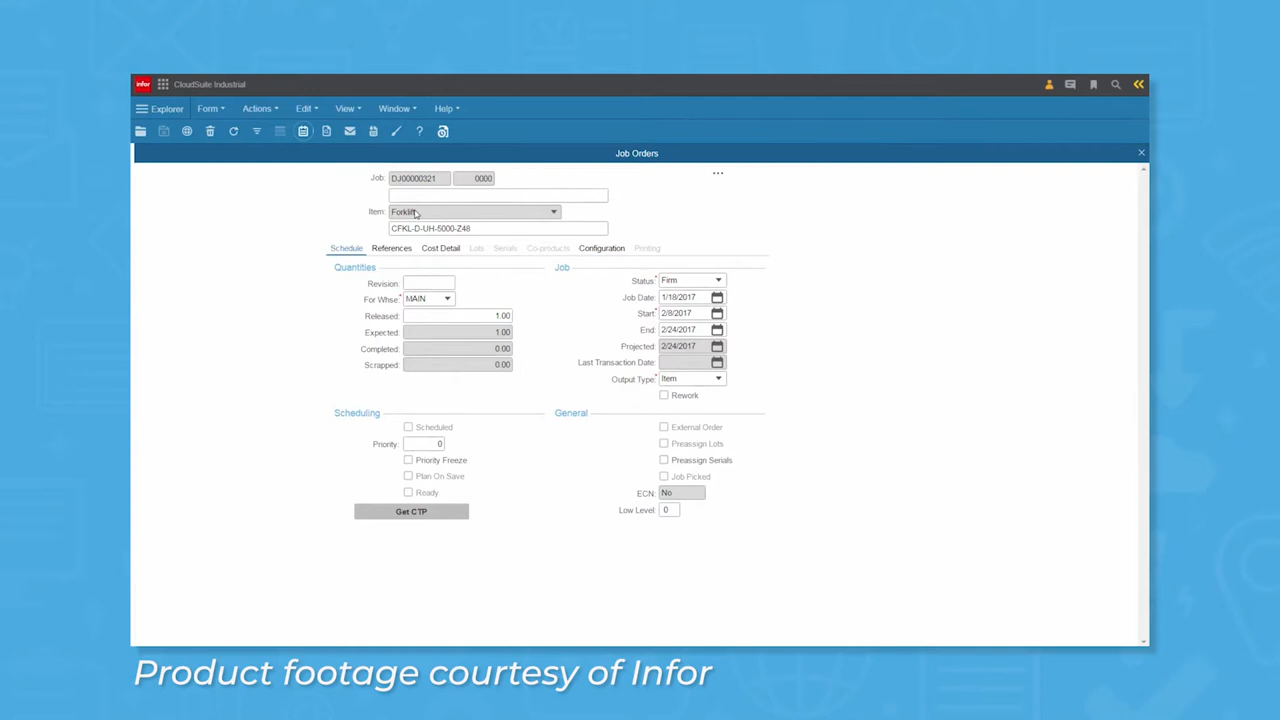 infor CloudSuite Industrial
Explorer Form Actions Edit View Window Help
Job Orders
Job: DJ00000321 0000
Item: Forklift
CFKL-D-UH-5000-Z48
Schedule References Cost Detail Lots Serials Co-products Configuration Printing
Quantities Job
Revision: Status: Firm
For Whse: MAIN Job Date: 1/18/2017
Released: 1.00 Start: 2/8/2017
Expected: 1.00 End: 2/24/2017
Completed: 0.00 Projected: 2/24/2017
Scrapped: 0.00 Last Transaction Date:
Output Type: Item
Rework
Scheduling General
Scheduled External Order
Priority: 0 Preassign Lots
Priority Freeze Preassign Serials
Plan On Save Job Picked
Ready ECN: No
Get CTP Low Level: 0
Product footage courtesy of Infor